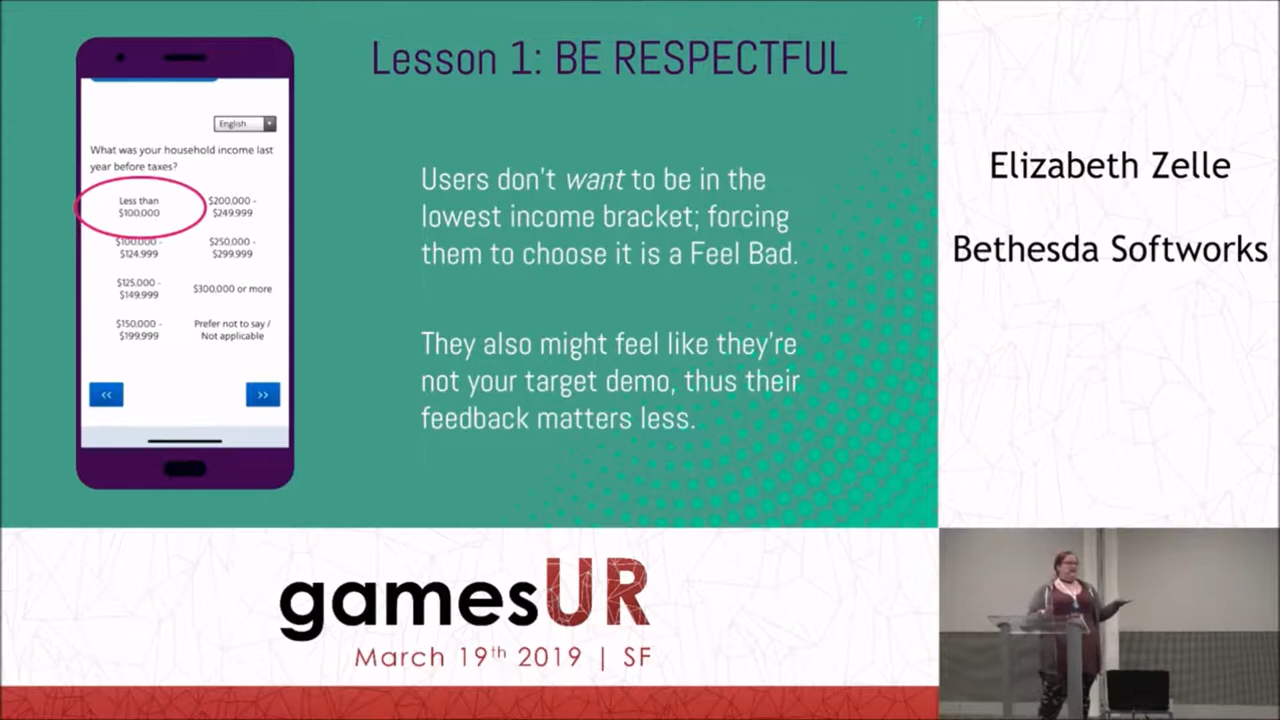 7
Lesson 1: BE RESPECTFUL
English
What was your household income last
year before taxes?
Less than
$100,000
$200,000 -
$249,999
$100,000 -
$124,999
$250,000 -
$299,999
$125,000 -
$149,999
$300,000 or more
$150,000 -
$199,999
Prefer not to say /
Not applicable
<<
>>
Users don't want to be in the
lowest income bracket; forcing
them to choose it is a Feel Bad.
They also might feel like they're
not your target demo, thus their
feedback matters less.
Elizabeth Zelle
Bethesda Softworks
gamesUR
March 19th 2019 | SF